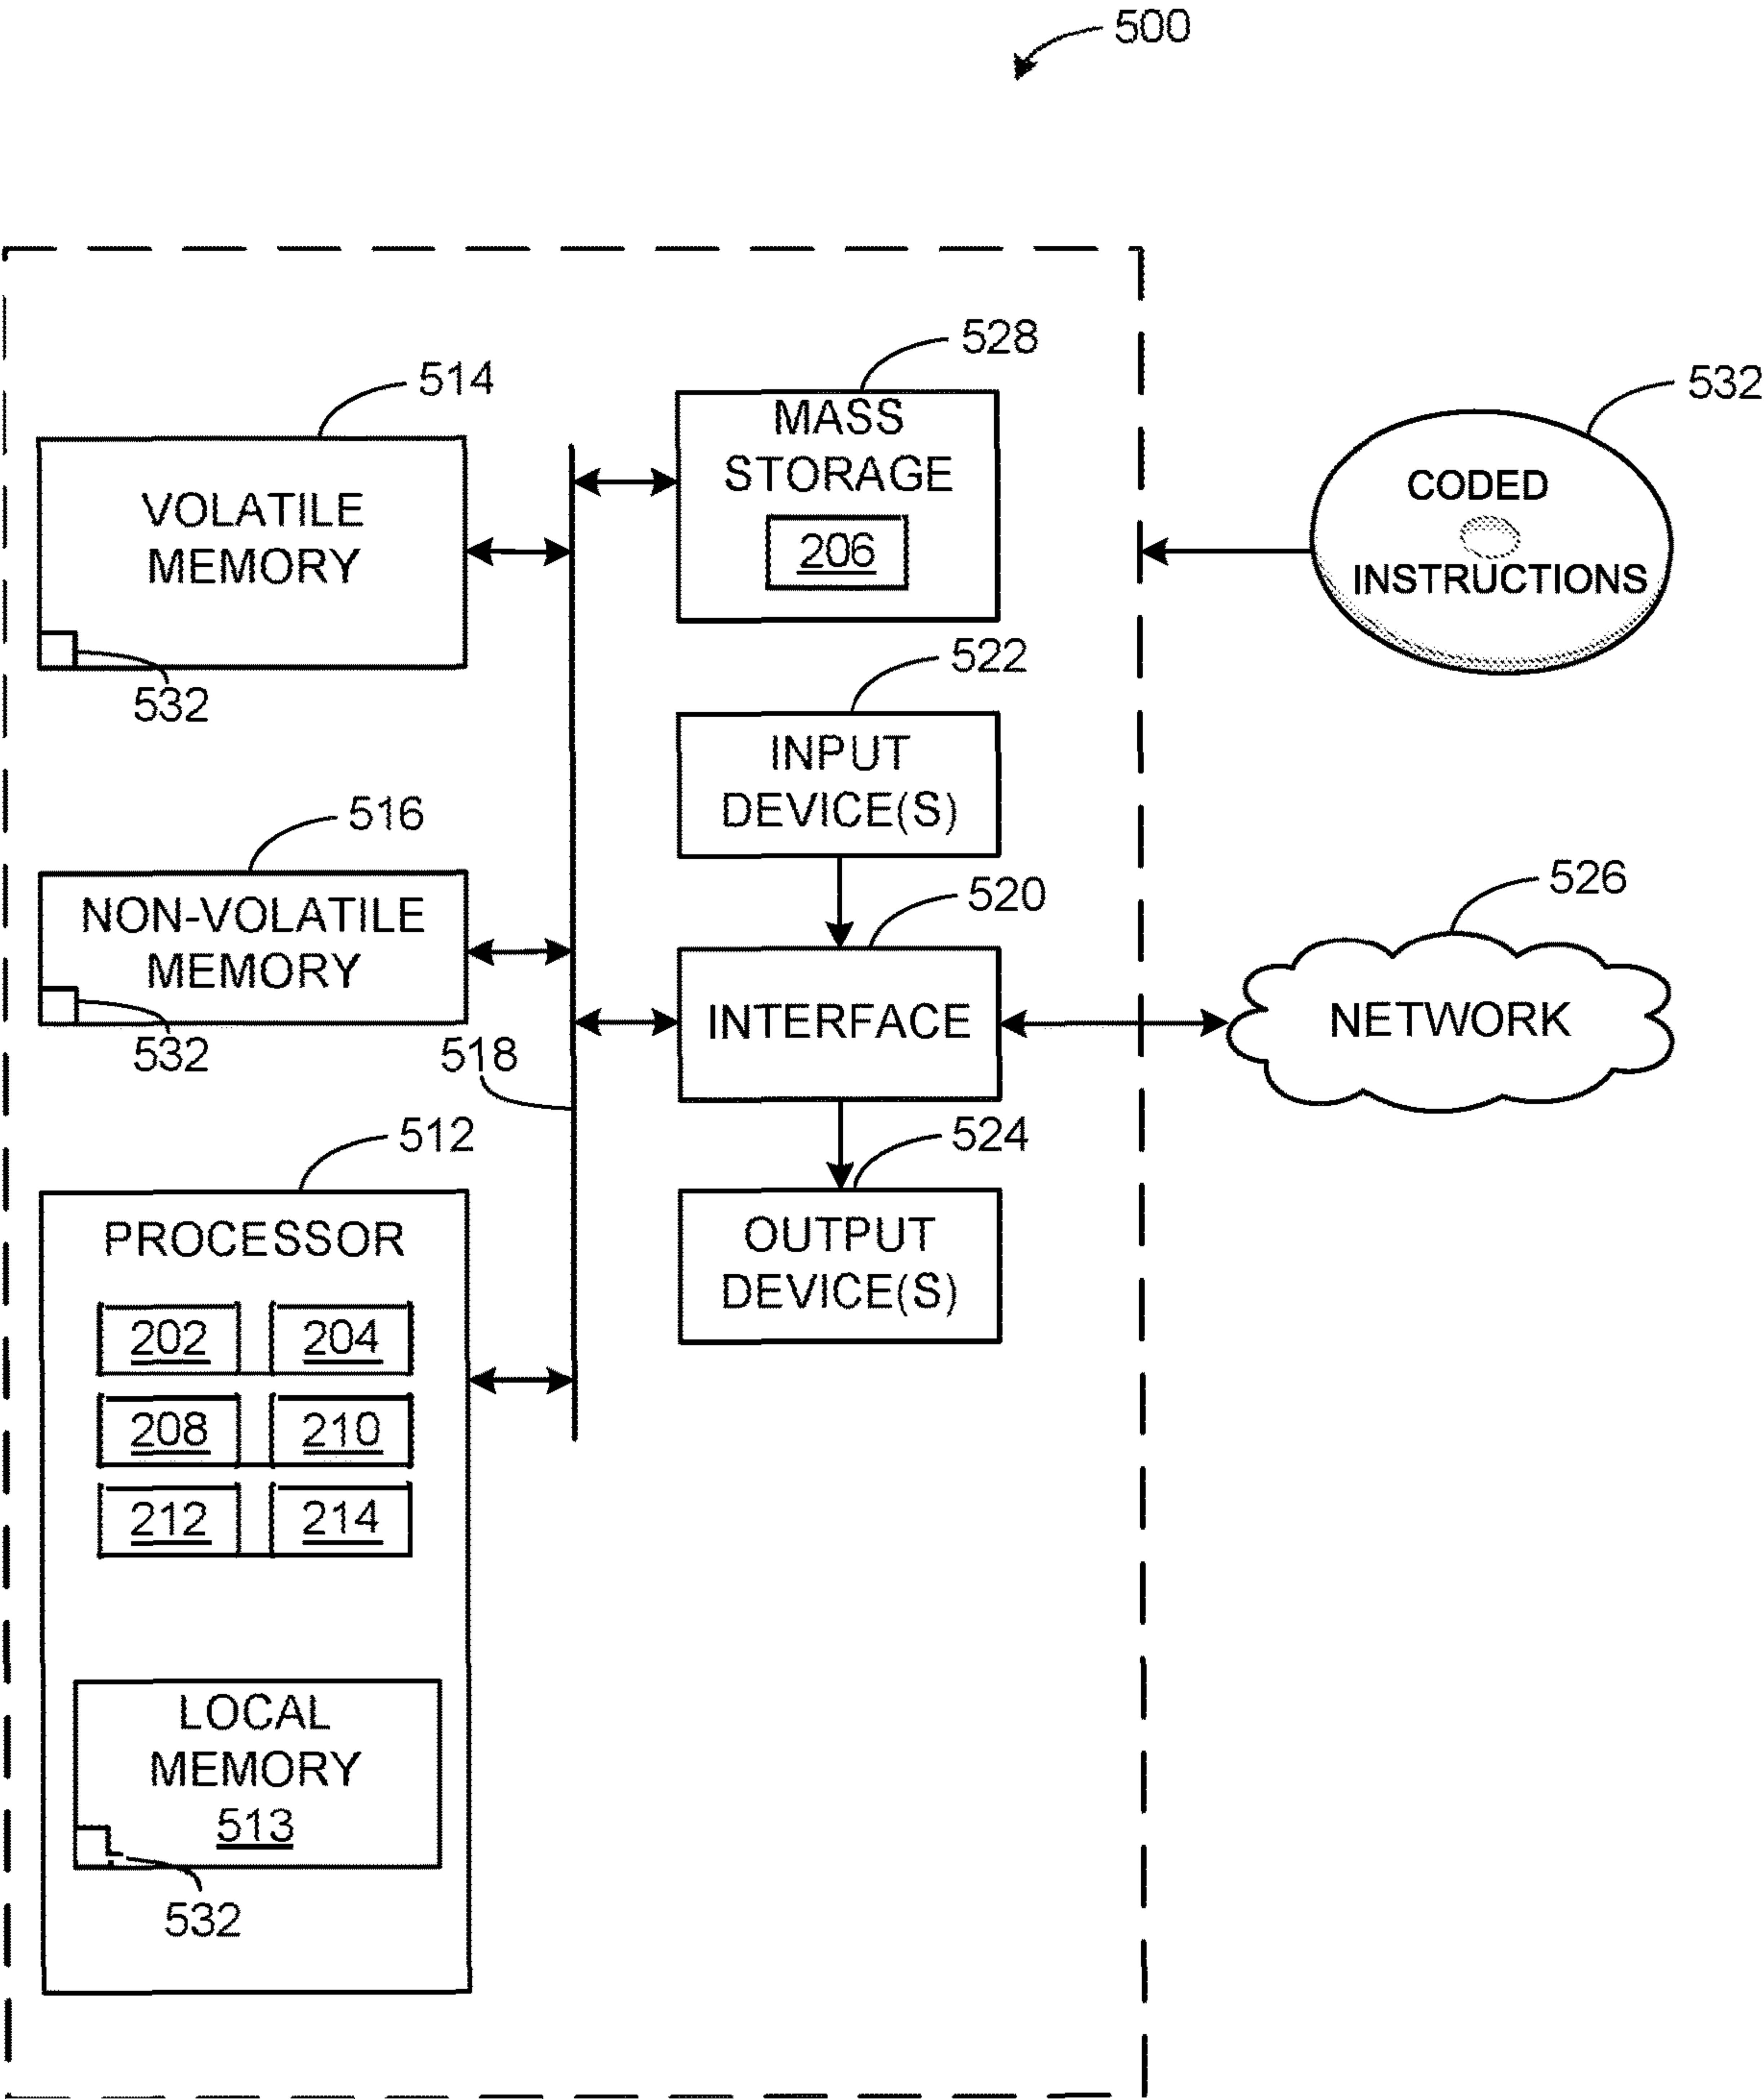 500
528
MASS
STORAGE
206
514
VOLATILE
MEMORY
532
532
CODED
INSTRUCTIONS
522
INPUT
DEVICE(S)
516
NON-VOLATILE
MEMORY
532
518
520
INTERFACE
526
NETWORK
512
PROCESSOR
202 204
208 210
212 214
524
OUTPUT
DEVICE(S)
LOCAL
MEMORY
513
532